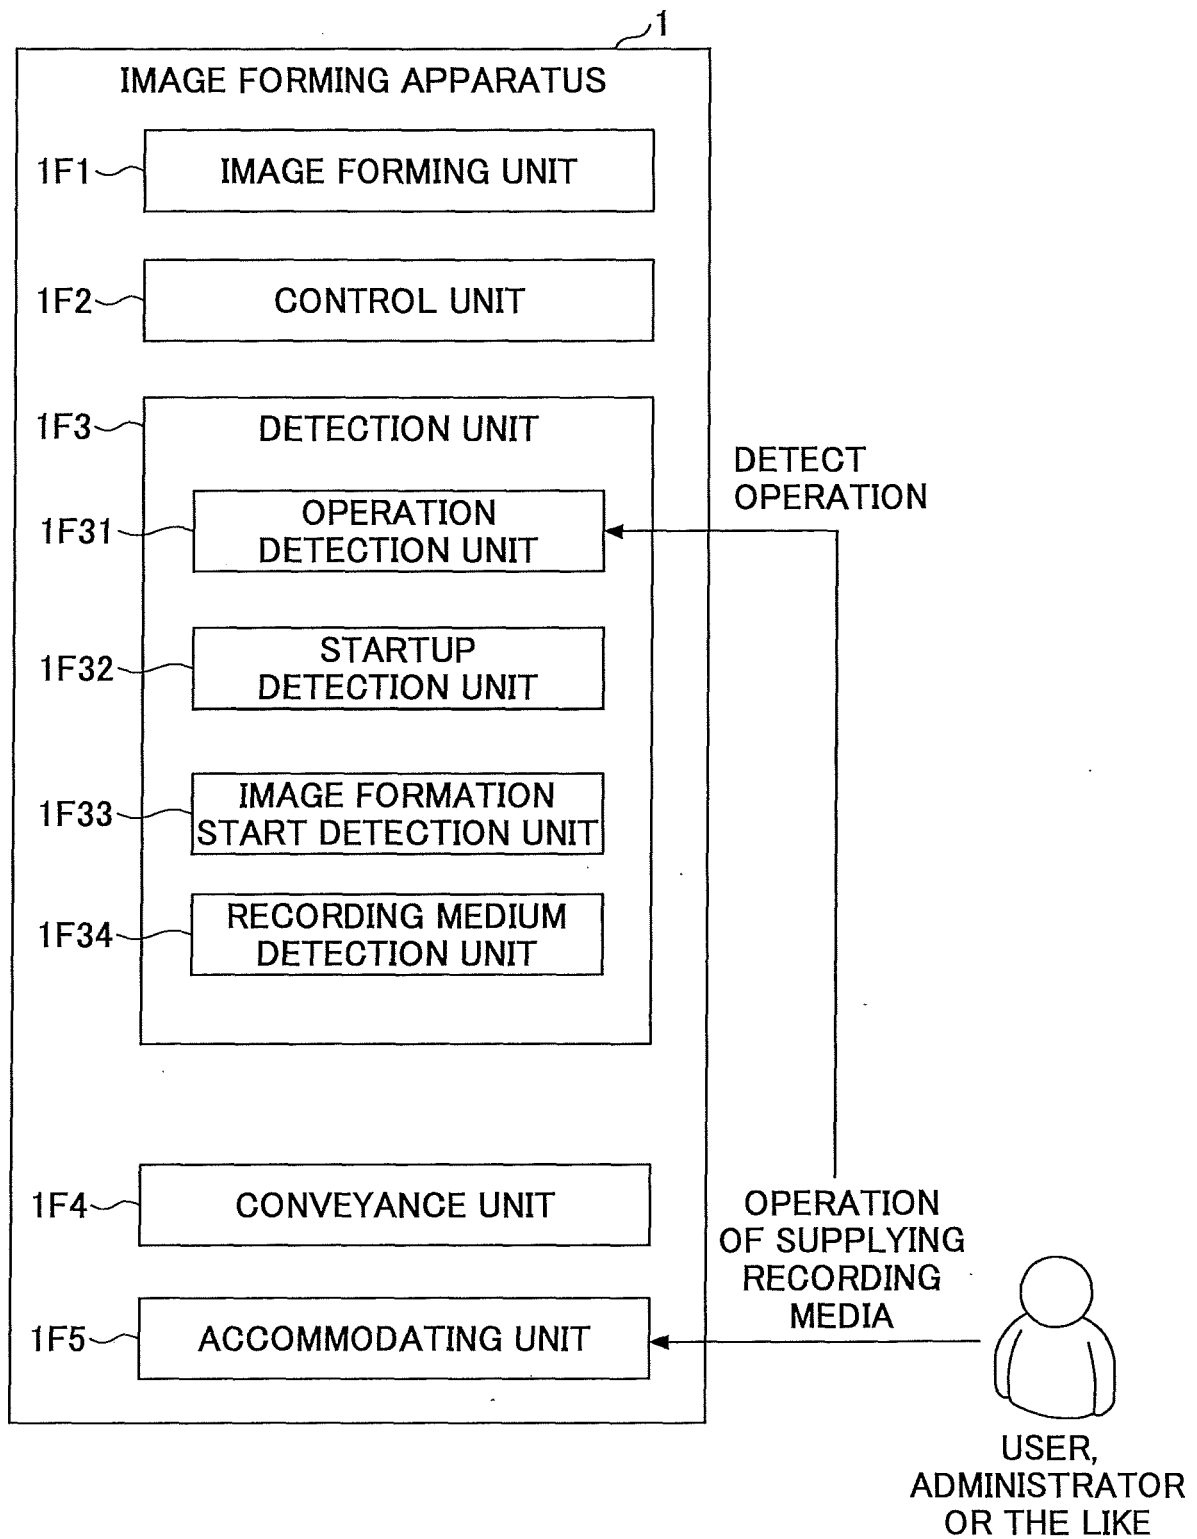 1
IMAGE FORMING APPARATUS
1F1
IMAGE FORMING UNIT
1F2
CONTROL UNIT
1F3
DETECTION UNIT
DETECT
OPERATION
1F31
OPERATION
DETECTION UNIT
1F32
STARTUP
DETECTION UNIT
1F33
IMAGE FORMATION
START DETECTION UNIT
1F34
RECORDING MEDIUM
DETECTION UNIT
1F4
CONVEYANCE UNIT
OPERATION
OF SUPPLYING
RECORDING
MEDIA
1F5
ACCOMMODATING UNIT
USER,
ADMINISTRATOR
OR THE LIKE